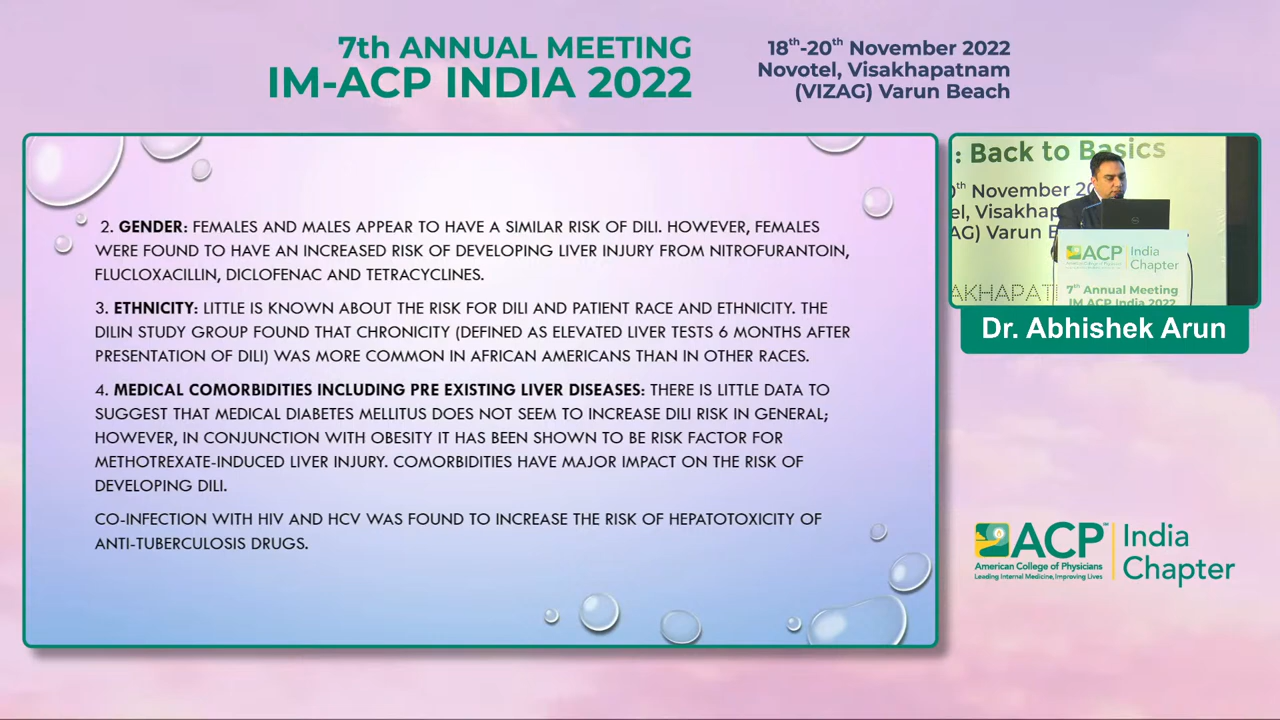 7th ANNUAL MEETING
IM-ACP INDIA 2022
18th-20th November 2022
Novotel, Visakhapatnam
(VIZAG) Varun Beach
2. GENDER: FEMALES AND MALES APPEAR TO HAVE A SIMILAR RISK OF DILI. HOWEVER, FEMALES
WERE FOUND TO HAVE AN INCREASED RISK OF DEVELOPING LIVER INJURY FROM NITROFURANTOIN,
FLUCLOXACILLIN, DICLOFENAC AND TETRACYCLINES.
3. ETHNICITY: LITTLE IS KNOWN ABOUT THE RISK FOR DILI AND PATIENT RACE AND ETHNICITY. THE
DILIN STUDY GROUP FOUND THAT CHRONICITY (DEFINED AS ELEVATED LIVER TESTS 6 MONTHS AFTER
PRESENTATION OF DILI) WAS MORE COMMON IN AFRICAN AMERICANS THAN IN OTHER RACES.
4. MEDICAL COMORBIDITIES INCLUDING PRE EXISTING LIVER DISEASES: THERE IS LITTLE DATA TO
SUGGEST THAT MEDICAL DIABETES MELLITUS DOES NOT SEEM TO INCREASE DILI RISK IN GENERAL;
HOWEVER, IN CONJUNCTION WITH OBESITY IT HAS BEEN SHOWN TO BE RISK FACTOR FOR
METHOTREXATE-INDUCED LIVER INJURY. COMORBIDITIES HAVE MAJOR IMPACT ON THE RISK OF
DEVELOPING DILI.
CO-INFECTION WITH HIV AND HCV WAS FOUND TO INCREASE THE RISK OF HEPATOTOXICITY OF
ANTI-TUBERCULOSIS DRUGS.
: Back to Basics
th November 20
el, Visakhap
AG) Varun B
AKHAPAT
ACP India
Chapter
7th Annual Meeting
IM ACP India 2022
Dr. Abhishek Arun
ACP™ India
Chapter
American College of Physicians
Leading Internal Medicine, Improving Lives